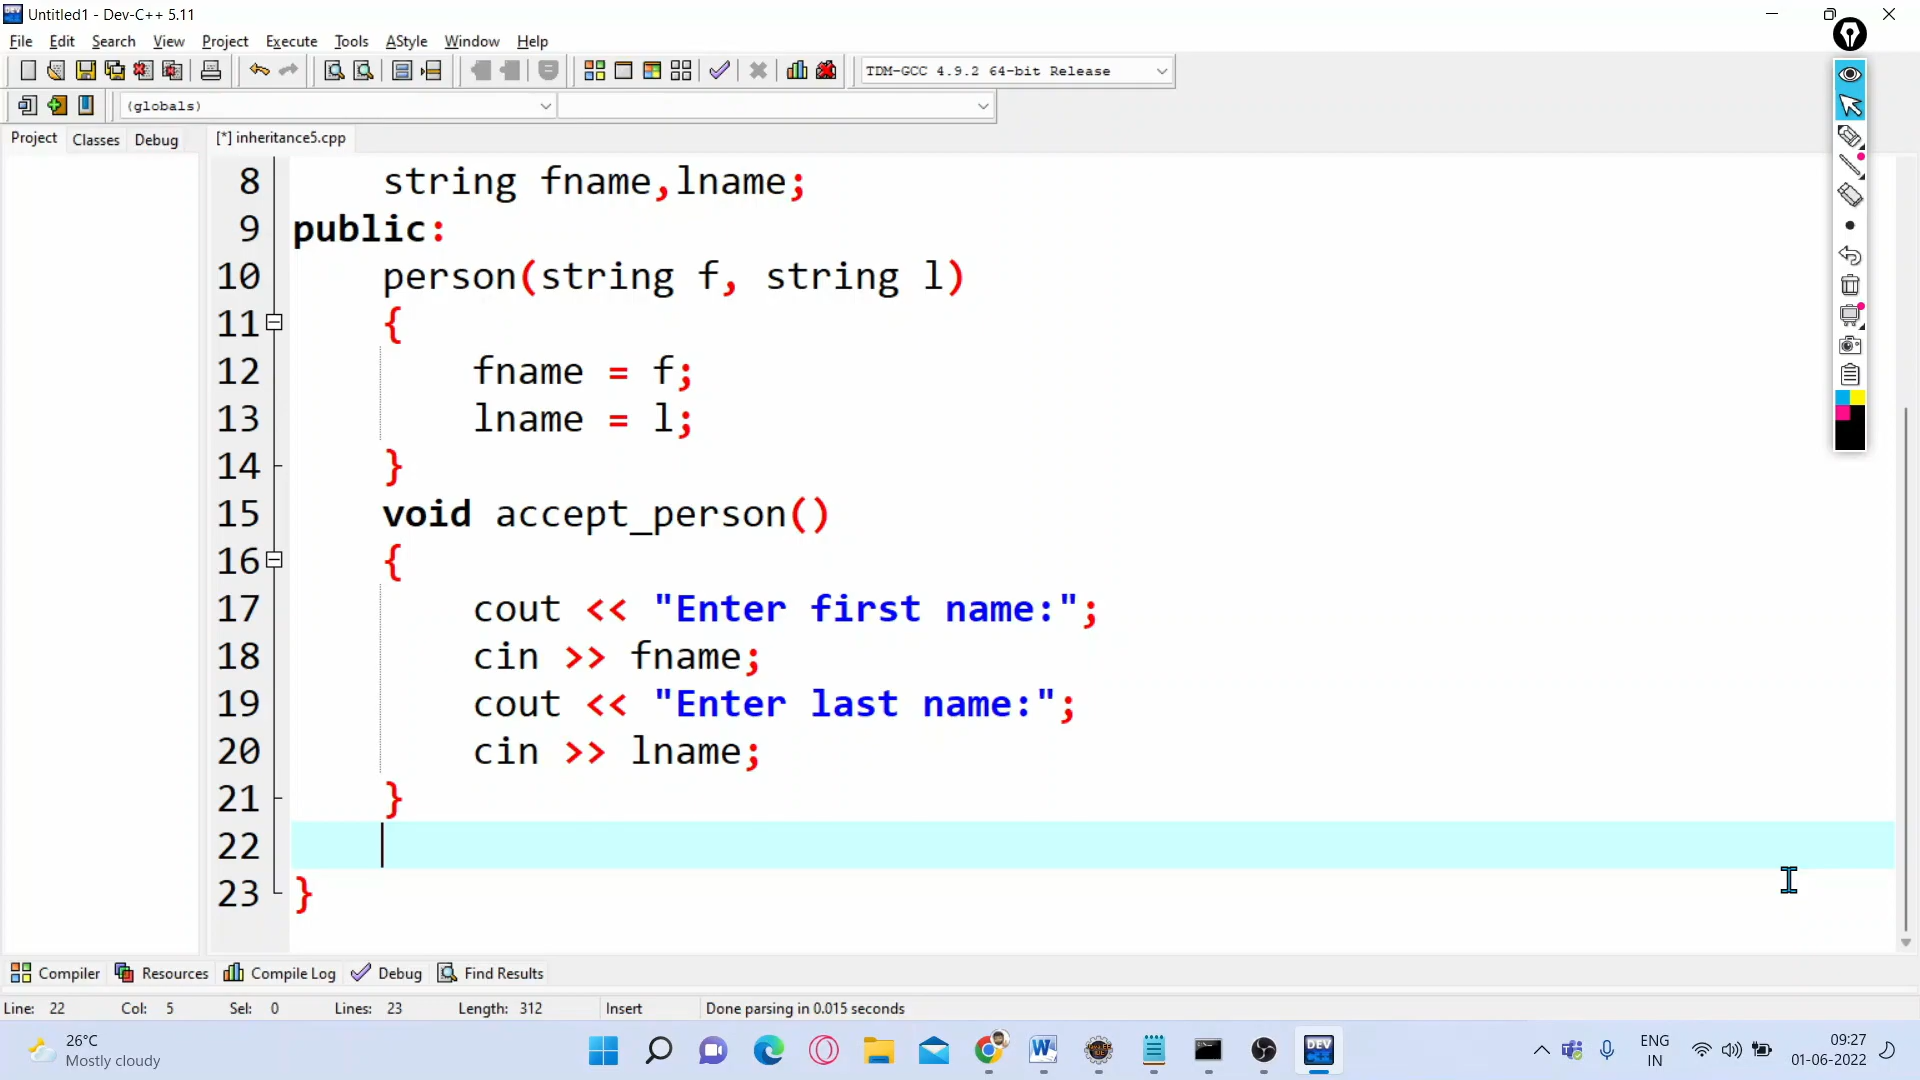 Untitled1 - Dev-C++ 5.11
File Edit Search View Project Execute Tools AStyle Window Help
TDM-GCC 4.9.2 64-bit Release
(globals)
Project Classes Debug [*] inheritance5.cpp
8 string fname,lname;
9 public:
10 person(string f, string l)
11 {
12 fname = f;
13 lname = l;
14 }
15 void accept_person()
16 {
17 cout << "Enter first name:";
18 cin >> fname;
19 cout << "Enter last name:";
20 cin >> lname;
21 }
22
23 }
Compiler Resources Compile Log Debug Find Results
Line: 22 Col: 5 Sel: 0 Lines: 23 Length: 312 Insert Done parsing in 0.015 seconds
26°C
Mostly cloudy
ENG
IN
09:27
01-06-2022
DEV